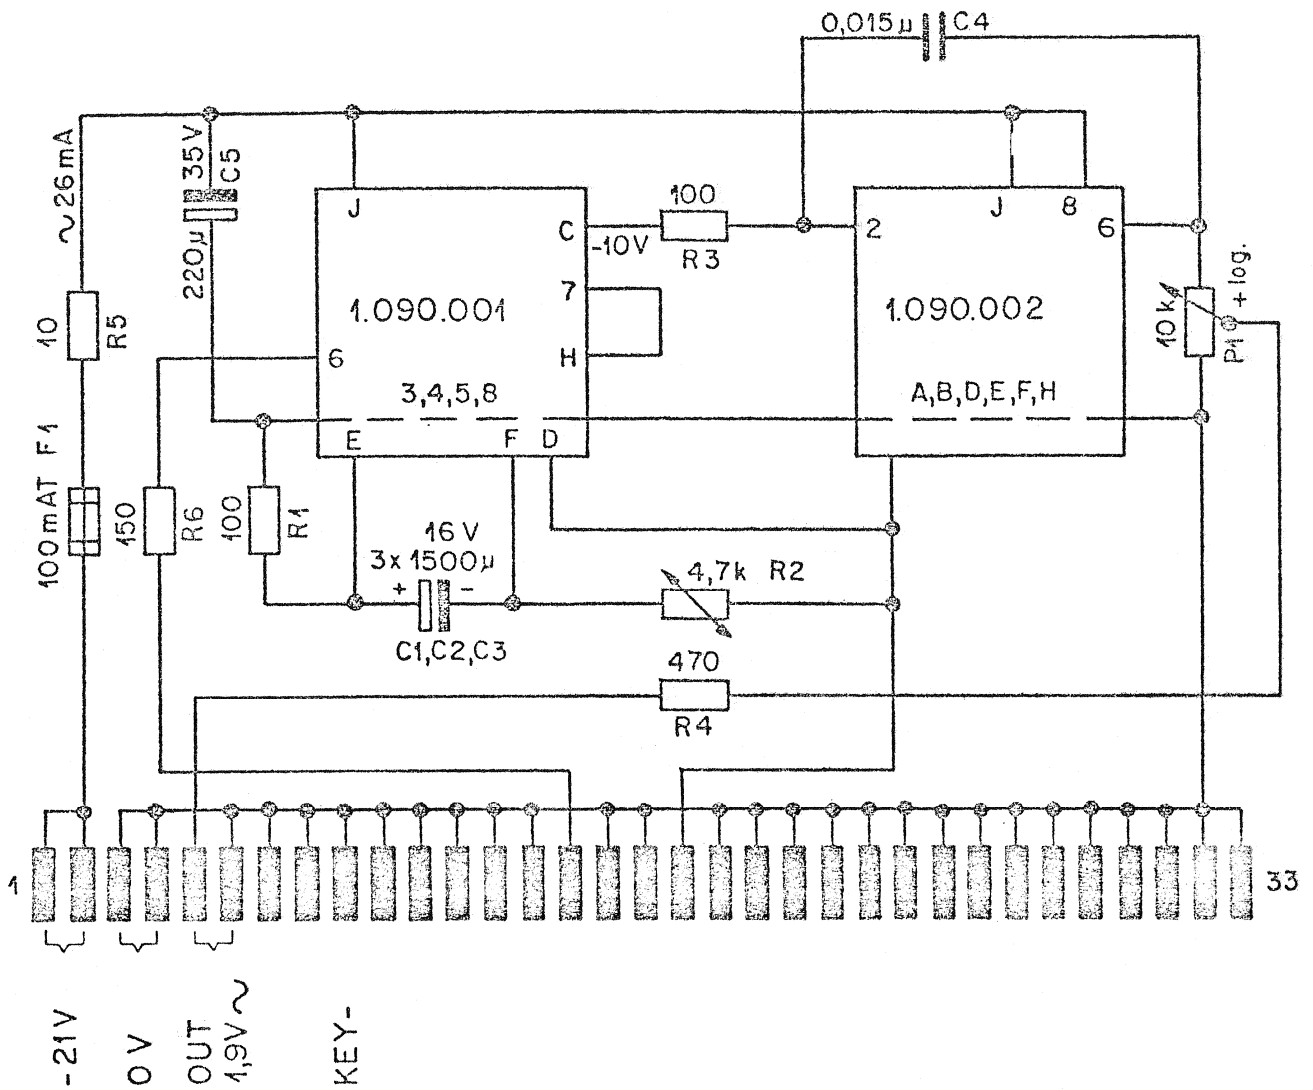 0,015µ C4
~26mA
35V
C5
220µ
J
C
-10V
100
R3
2
J
8
6
+log.
10k
P1
10
R5
1.090.001
7
H
6
3,4,5,8
E
F
D
1.090.002
A,B,D,E,F,H
100mAT F1
150
R6
100
R1
16V
3x1500µ
+
-
C1,C2,C3
4,7k R2
470
R4
1
33
-21V
0V
OUT
1,9V~
KEY-